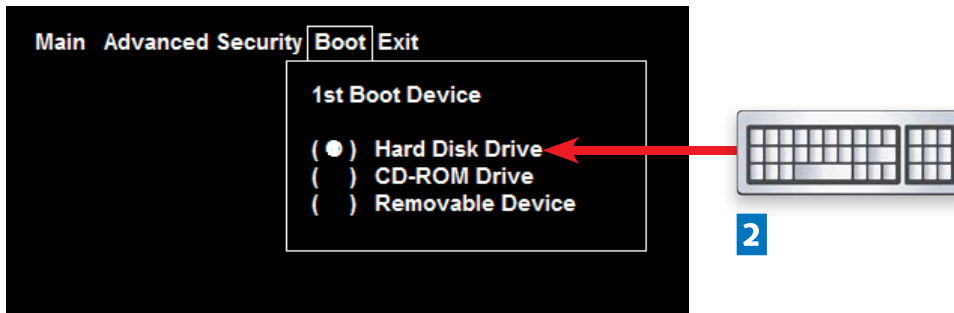 Main Advanced Security Boot Exit
1st Boot Device
(●) Hard Disk Drive
( ) CD-ROM Drive
( ) Removable Device
2